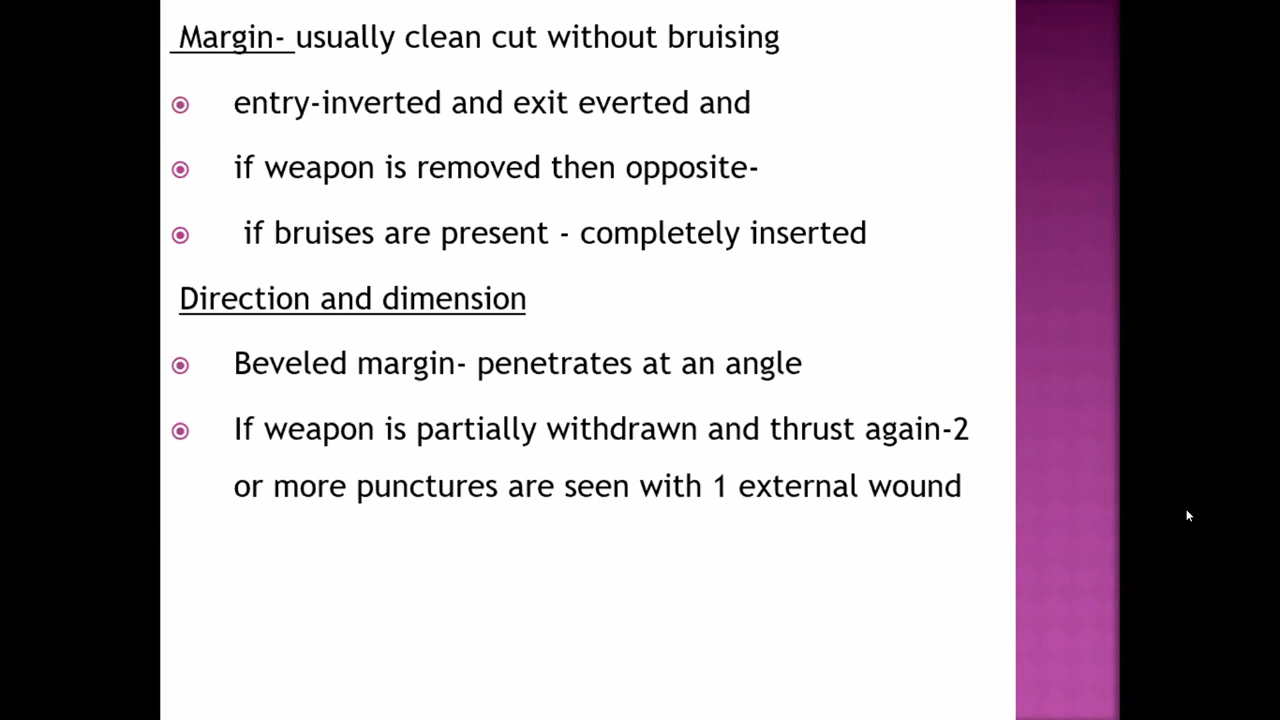 Margin- usually clean cut without bruising
entry-inverted and exit everted and
if weapon is removed then opposite-
if bruises are present - completely inserted
Direction and dimension
Beveled margin- penetrates at an angle
If weapon is partially withdrawn and thrust again-2
or more punctures are seen with 1 external wound